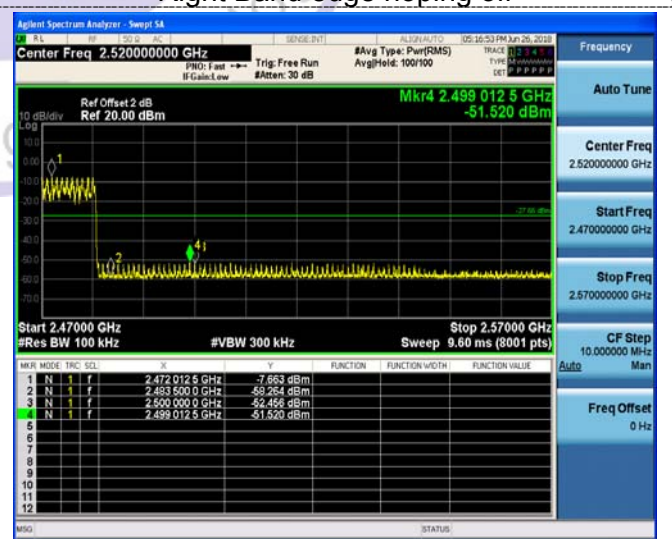 Agilent Spectrum Analyzer - Swept SA
RL RF 50 Ω AC SENSE:INT ALIGN AUTO 05:16:53 PM Jun 26, 2018
Center Freq 2.520000000 GHz #Avg Type: Pwr(RMS) TRACE 1 2 3 4 5 6
PNO: Fast Trig: Free Run Avg|Hold: 100/100 TYPE M
IFGain:Low #Atten: 30 dB DET P P P P P P
Frequency
Auto Tune
Mkr4 2.499 012 5 GHz
-51.520 dBm
Ref Offset 2 dB
10 dB/div Ref 20.00 dBm
Log
10.0
0.00
-10.0
-20.0
-30.0
-40.0
-50.0
-60.0
-70.0
1
2
4
-27.66 dBm
Center Freq
2.520000000 GHz
Start Freq
2.470000000 GHz
Stop Freq
2.570000000 GHz
Start 2.47000 GHz Stop 2.57000 GHz
#Res BW 100 kHz #VBW 300 kHz Sweep 9.60 ms (8001 pts)
CF Step
10.000000 MHz
Auto Man
MKR MODE TRC SCL X Y FUNCTION FUNCTION WIDTH FUNCTION VALUE
1 N 1 f 2.472 012 5 GHz -7.663 dBm
2 N 1 f 2.483 500 0 GHz -58.264 dBm
3 N 1 f 2.500 000 0 GHz -52.456 dBm
4 N 1 f 2.499 012 5 GHz -51.520 dBm
5
6
7
8
9
10
11
12
Freq Offset
0 Hz
MSG STATUS